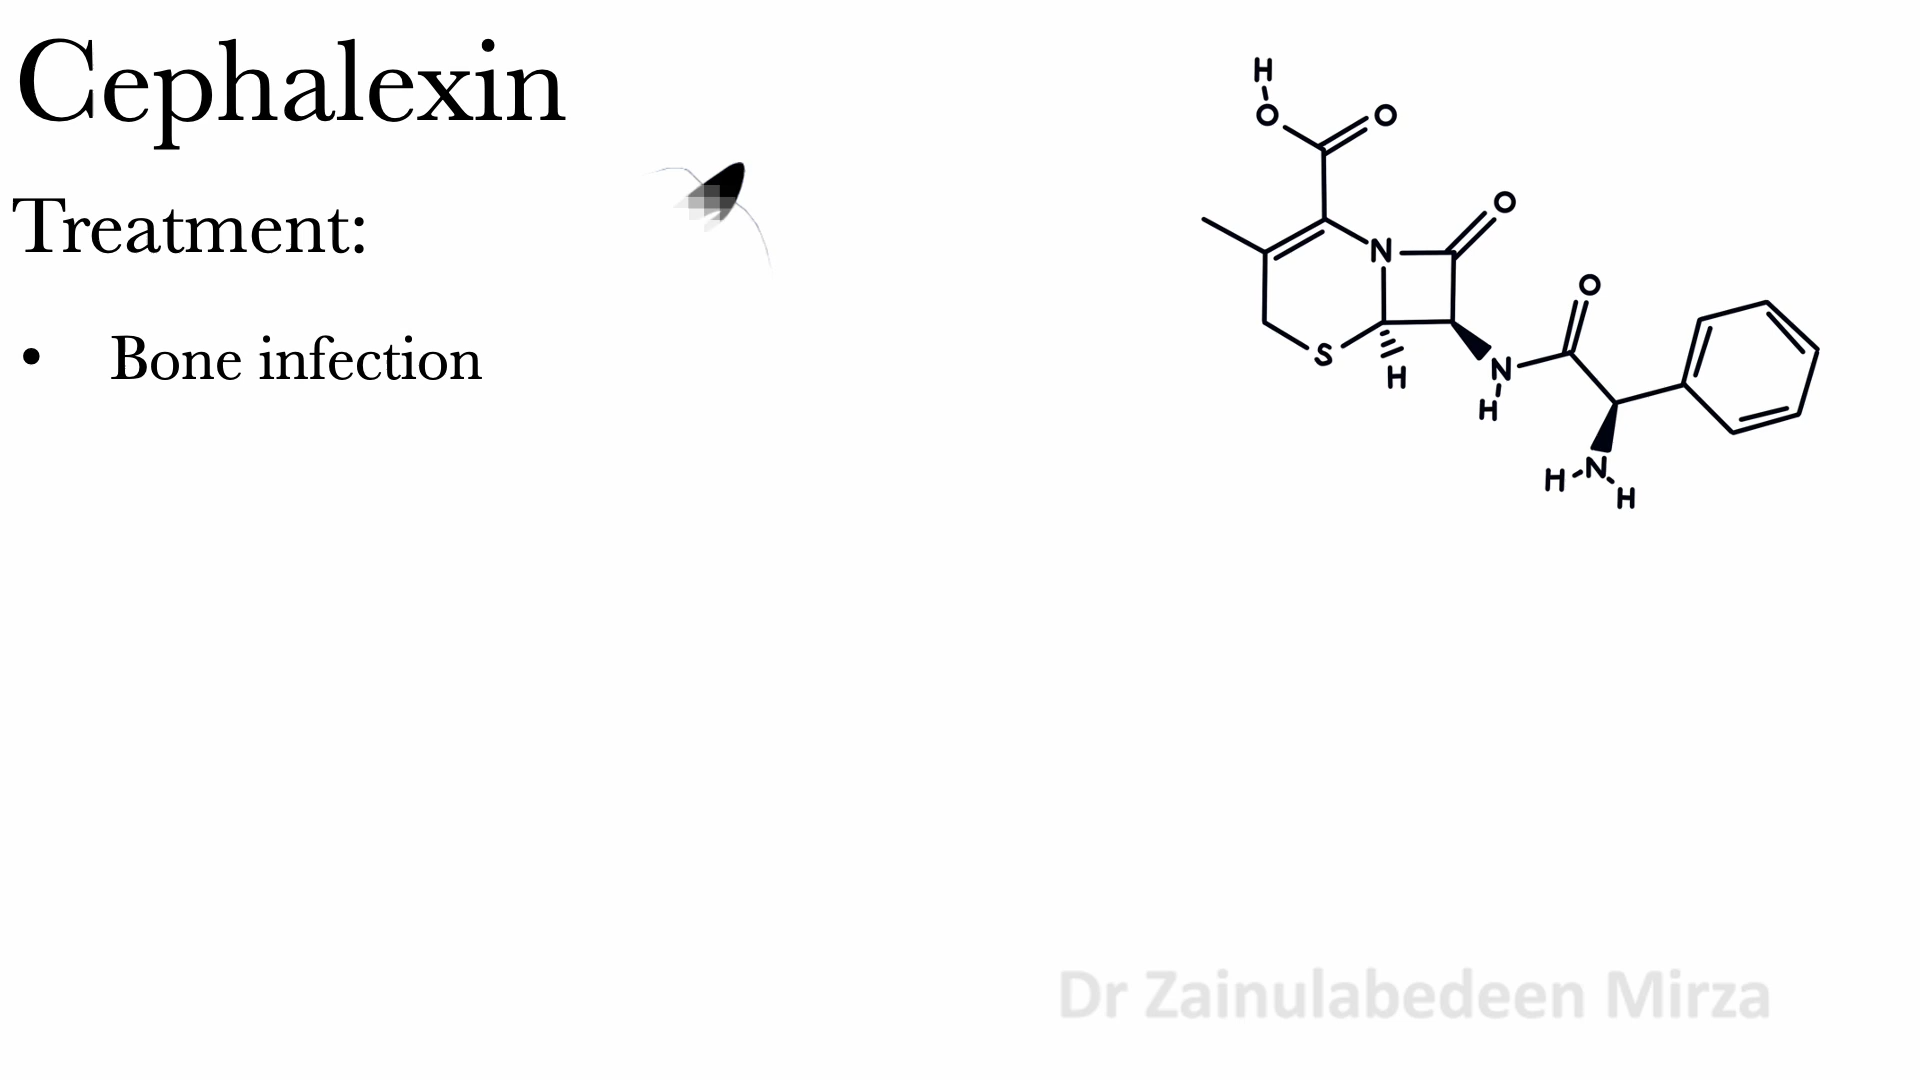 Cephalexin
Treatment:
• Bone infection
H
O
O
O
N
O
S
H
N
H
H
N
H
Dr Zainulabedeen Mirza